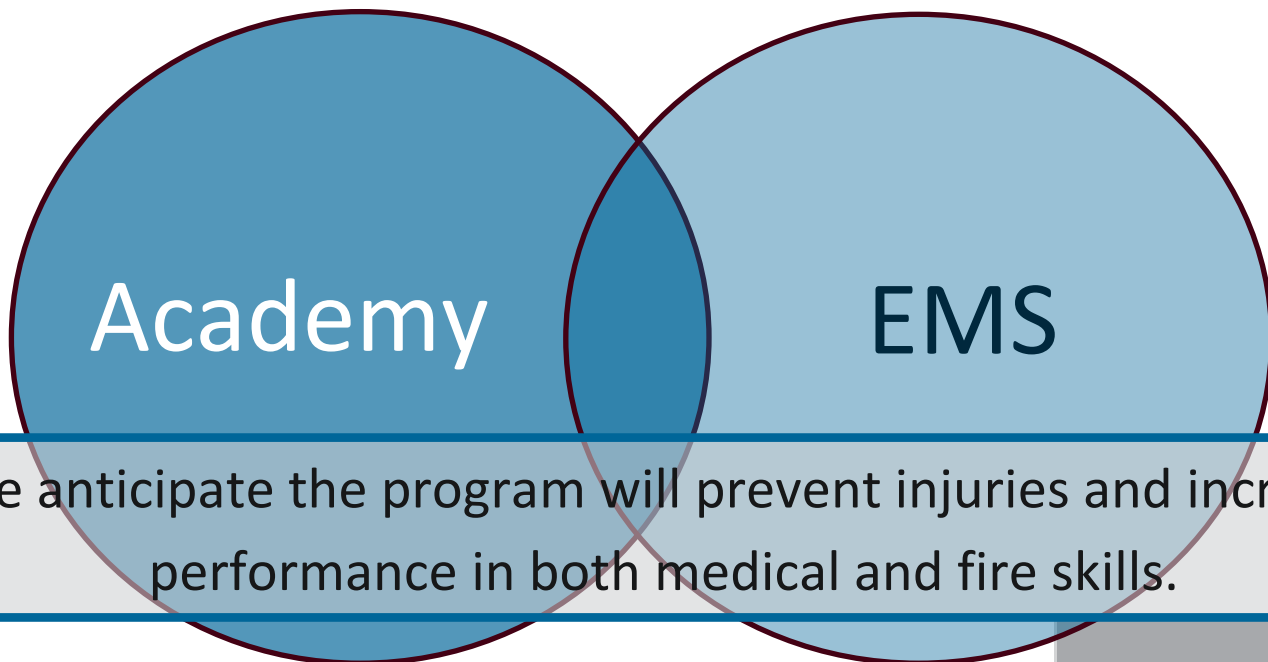 Academy
EMS
e anticipate the program will prevent injuries and incr
performance in both medical and fire skills.